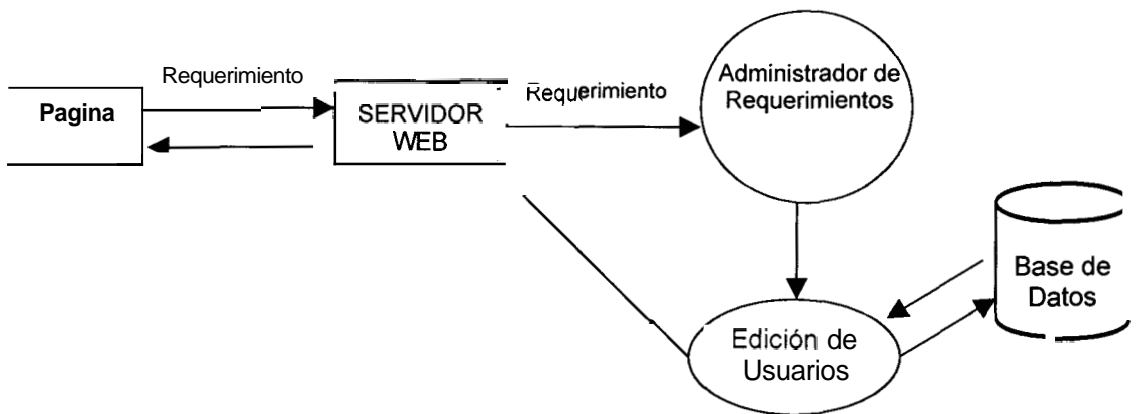 Requerimiento
Pagina
SERVIDOR
WEB
Requerimiento
Administrador de
Requerimientos
Base de
Datos
Edición de
Usuarios